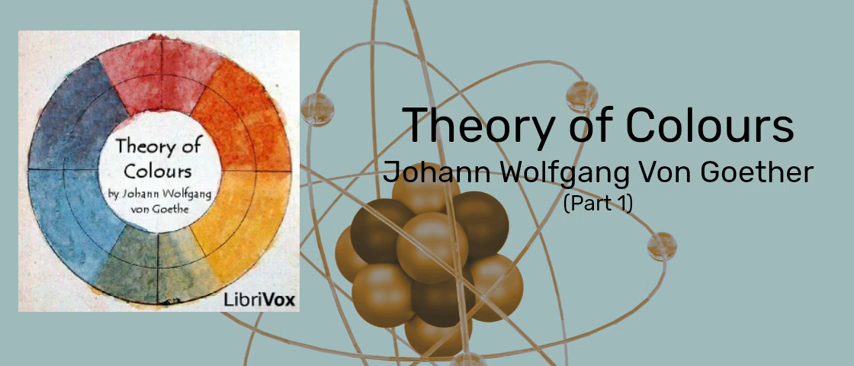 Theory of
Colours
by Johann Wolfgang
von Goethe
LibriVox
Theory of Colours
Johann Wolfgang Von Goether
(Part 1)